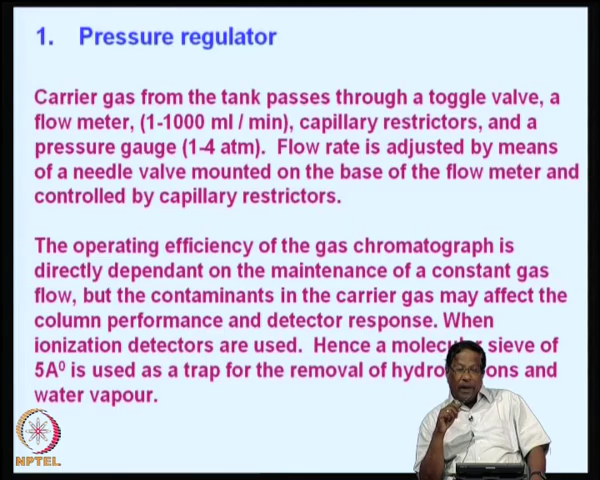 1. Pressure regulator
Carrier gas from the tank passes through a toggle valve, a
flow meter, (1-1000 ml / min), capillary restrictors, and a
pressure gauge (1-4 atm). Flow rate is adjusted by means
of a needle valve mounted on the base of the flow meter and
controlled by capillary restrictors.
The operating efficiency of the gas chromatograph is
directly dependant on the maintenance of a constant gas
flow, but the contaminants in the carrier gas may affect the
column performance and detector response. When
ionization detectors are used. Hence a molecular sieve of
5A⁰ is used as a trap for the removal of hydrocarbons and
water vapour.
NPTEL